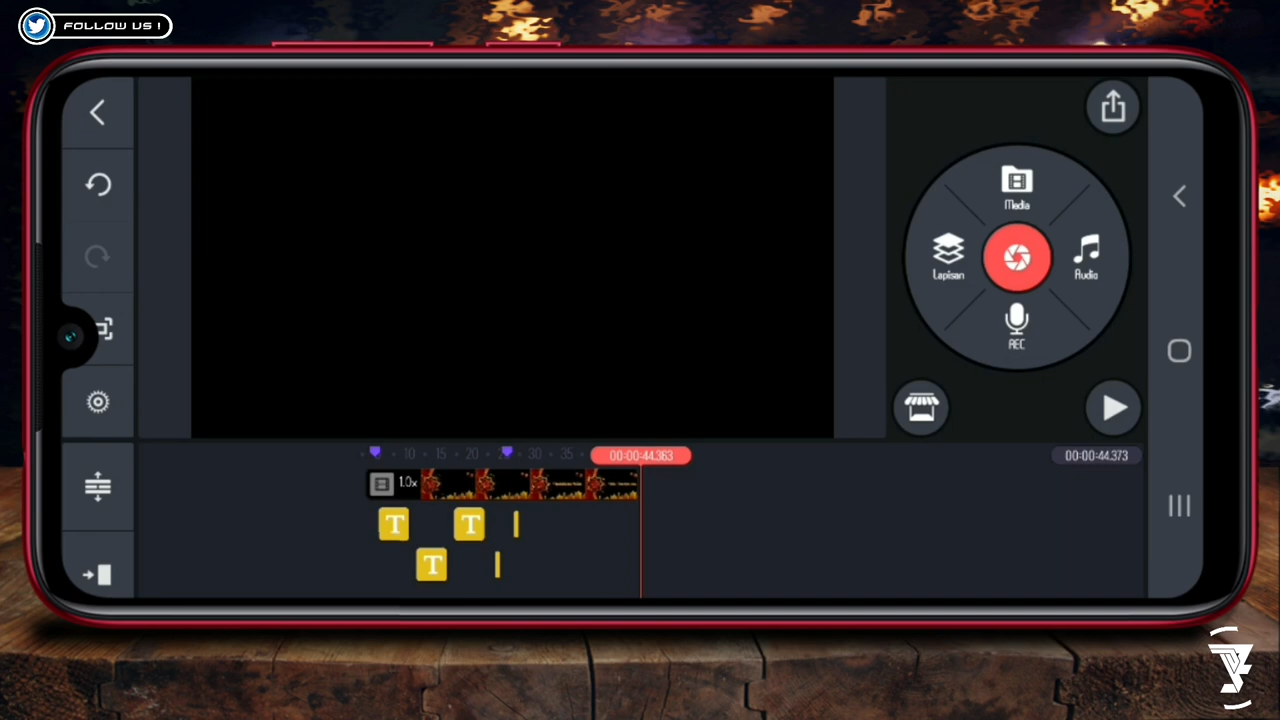 FOLLOW US !
Media
Lapisan
Audio
REC
10 15 20 30 35
00:00:44.363
00:00:44.373
1.0x
T T
T